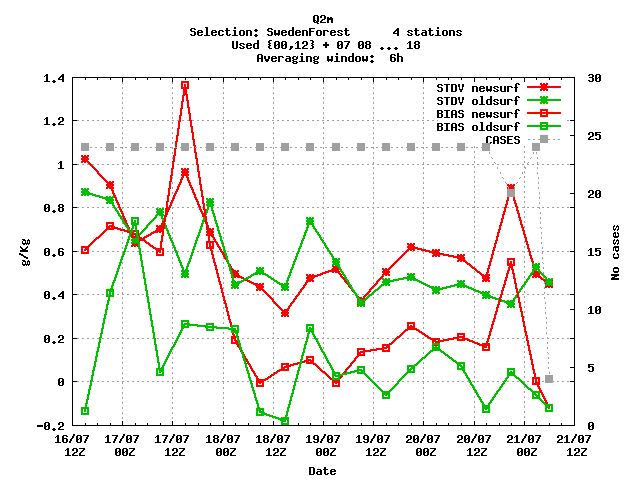 Q2m
Selection: SwedenForest 4 stations
Used {00,12} + 07 08 ... 18
Averaging window: 6h
STDV newsurf
STDV oldsurf
BIAS newsurf
BIAS oldsurf
CASES
1.4
1.2
1
0.8
0.6
0.4
0.2
0
-0.2
g/Kg
30
25
20
15
10
5
0
No cases
16/07 17/07 17/07 18/07 18/07 19/07 19/07 20/07 20/07 21/07 21/07
12Z 00Z 12Z 00Z 12Z 00Z 12Z 00Z 12Z 00Z 12Z
Date